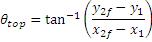 θ_top = tan⁻¹((y_2f − y_1)/(x_2f − x_1))